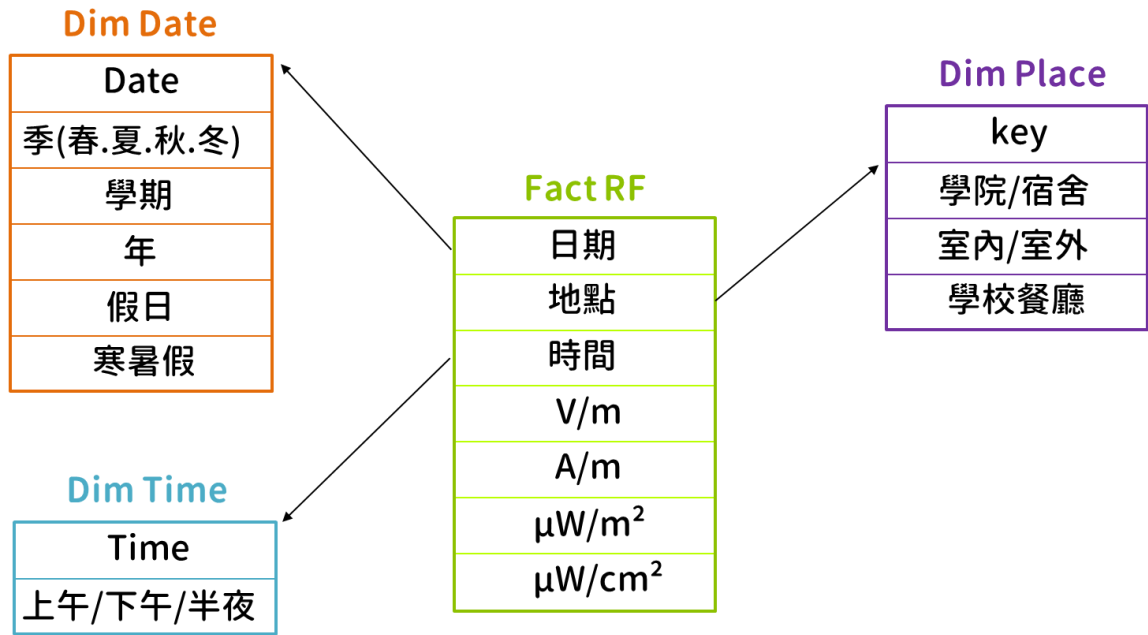 Dim Date
Date
季(春.夏.秋.冬)
學期
年
假日
寒暑假
Dim Time
Time
上午/下午/半夜
Fact RF
日期
地點
時間
V/m
A/m
μW/m²
μW/cm²
Dim Place
key
學院/宿舍
室內/室外
學校餐廳